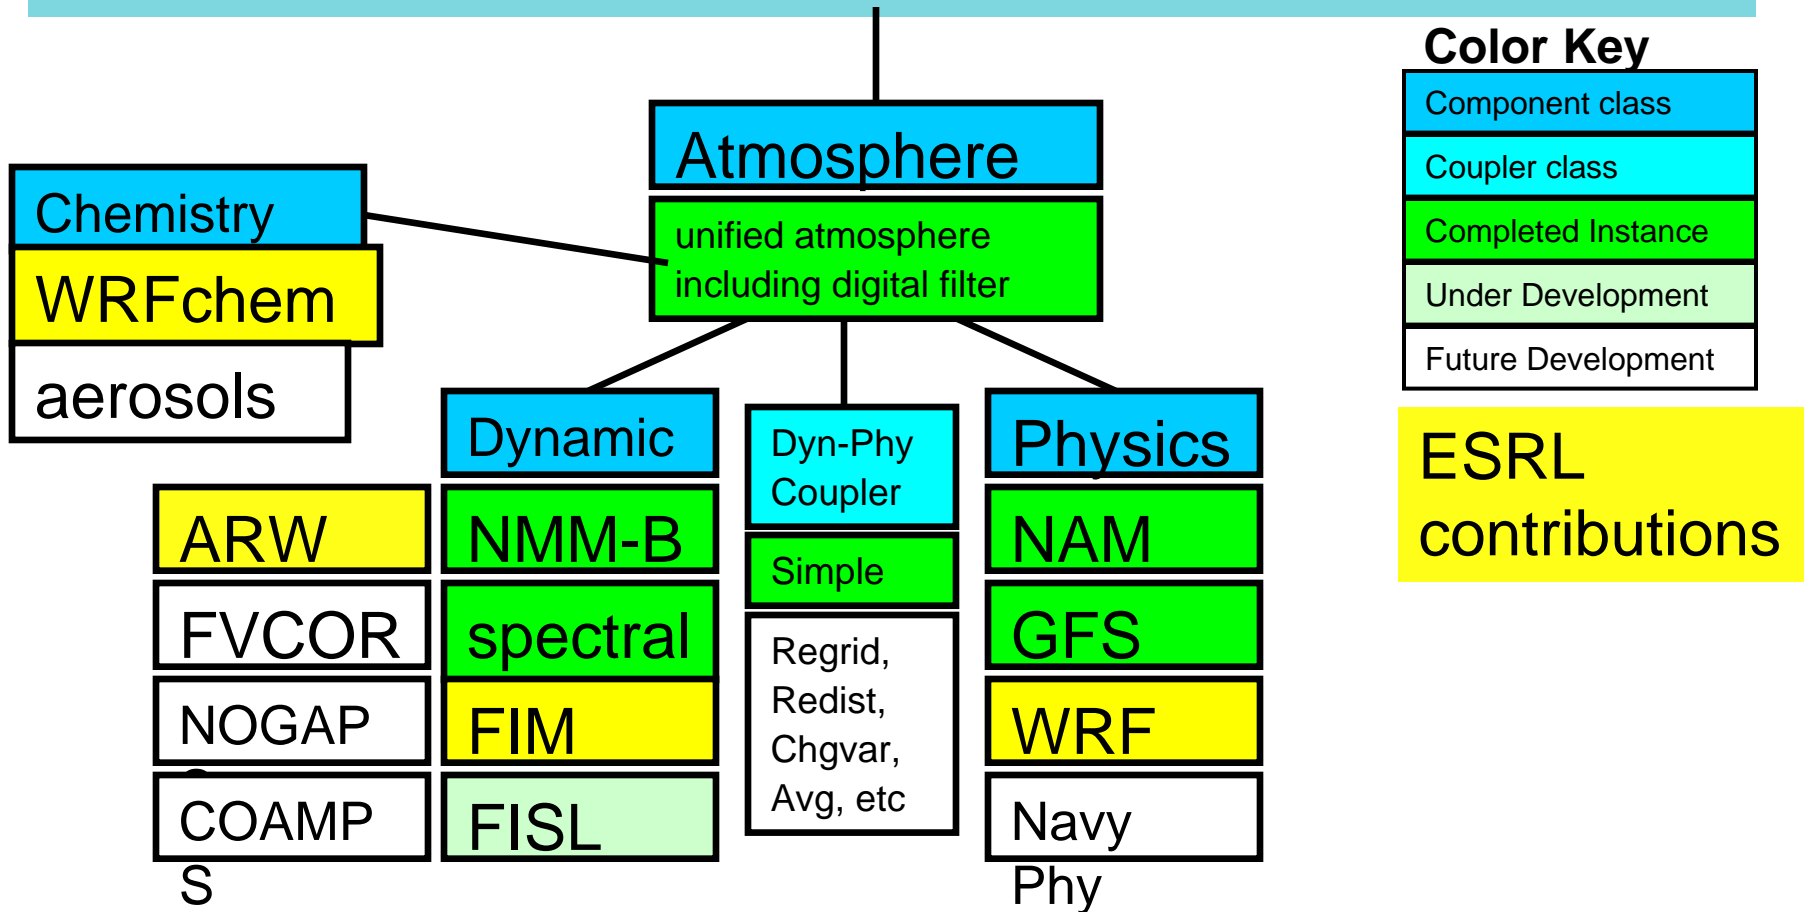 Color Key
Component class
Coupler class
Completed Instance
Under Development
Future Development
ESRL
contributions
Atmosphere
unified atmosphere
including digital filter
Chemistry
WRFchem
aerosols
Dynamic
NMM-B
spectral
FIM
FISL
ARW
FVCOR
NOGAP
S
COAMP
S
Dyn-Phy
Coupler
Simple
Regrid,
Redist,
Chgvar,
Avg, etc
Physics
NAM
GFS
WRF
Navy
Phy